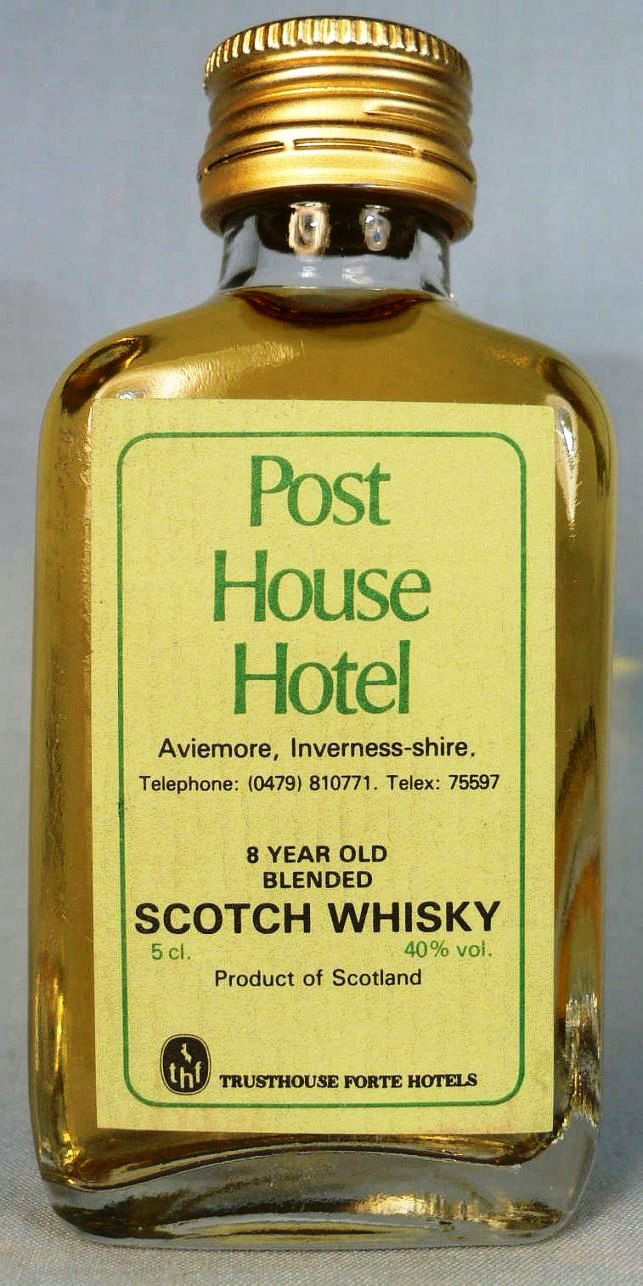 Post
House
Hotel
Aviemore, Inverness-shire.
Telephone: (0479) 810771. Telex: 75597
8 YEAR OLD
BLENDED
SCOTCH WHISKY
5 cl. 40% vol.
Product of Scotland
thf TRUSTHOUSE FORTE HOTELS